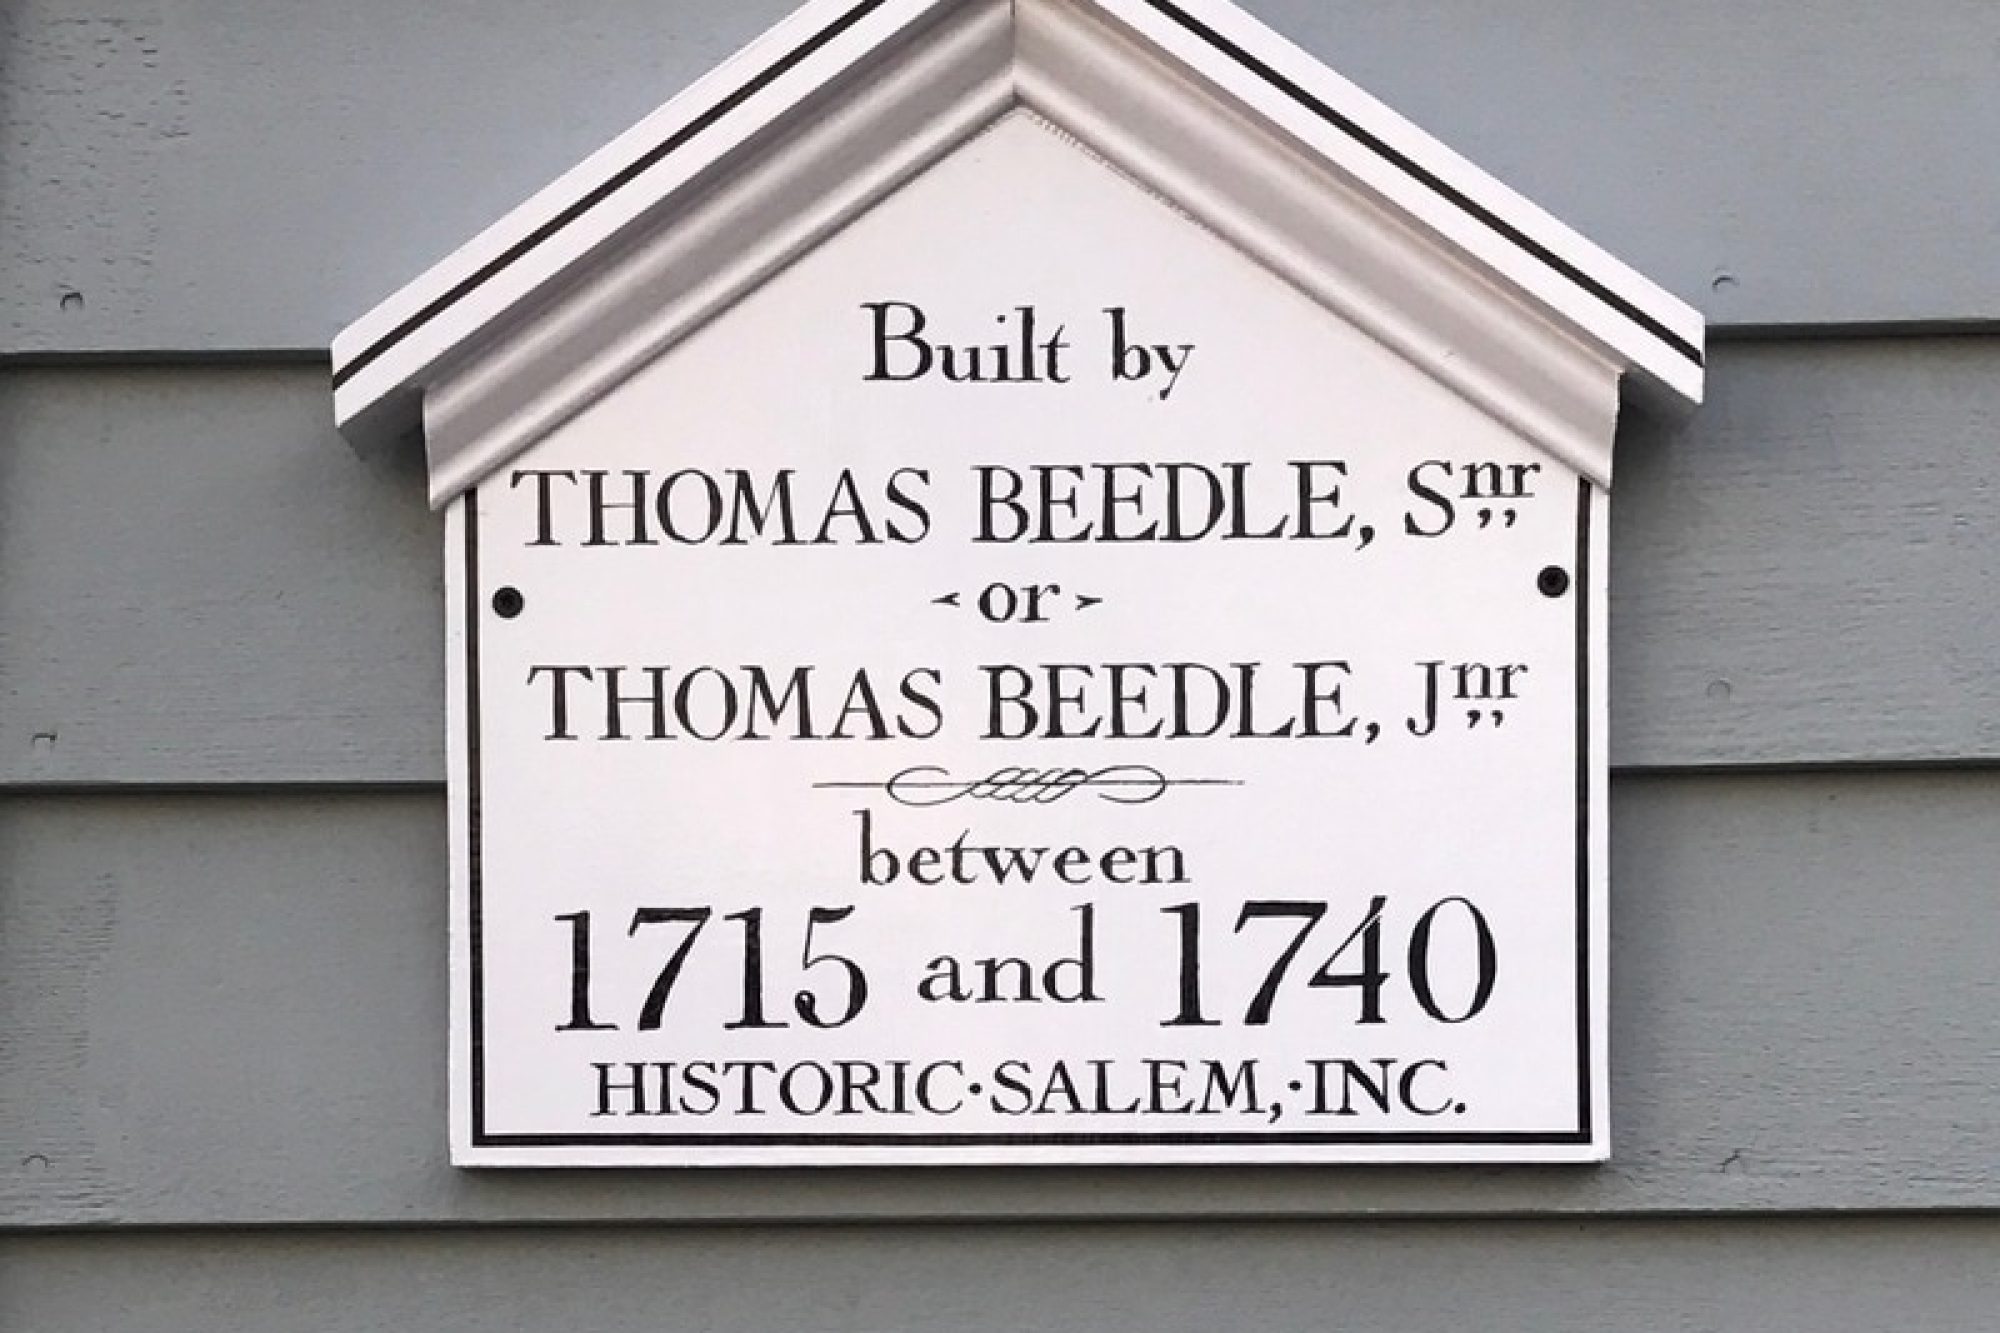 Built by
THOMAS BEEDLE, Snr,,
-or-
THOMAS BEEDLE, Jnr,,
between
1715 and 1740
HISTORIC·SALEM,·INC.